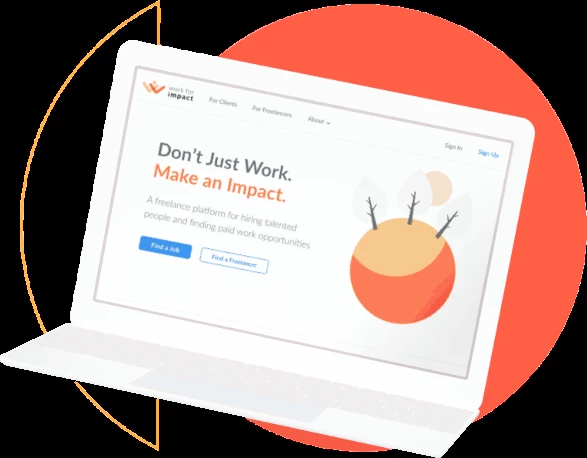 work for
impact
For Clients
For Freelancers
About
Sign In
Sign Up
Don't Just Work.
Make an Impact.
A freelance platform for hiring talented
people and finding paid work opportunities
Find a Job
Find a Freelancer